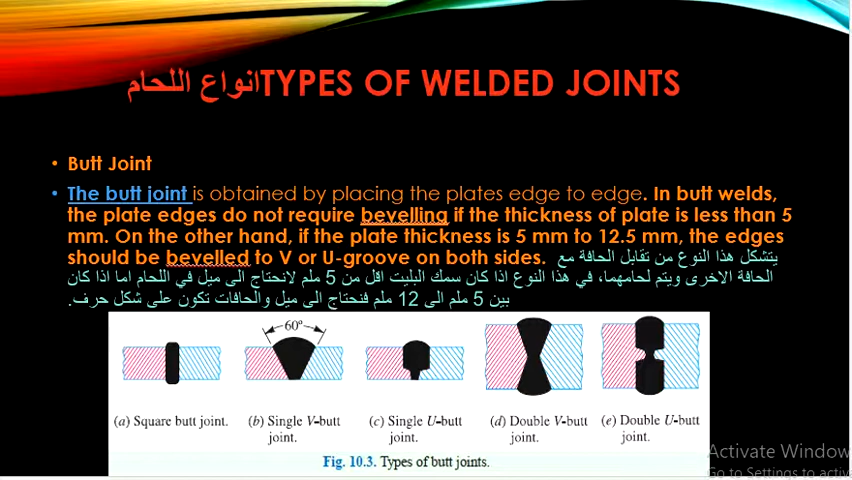 انواع اللحامTYPES OF WELDED JOINTS
• Butt Joint
• The butt joint is obtained by placing the plates edge to edge. In butt welds,
the plate edges do not require bevelling if the thickness of plate is less than 5
mm. On the other hand, if the plate thickness is 5 mm to 12.5 mm, the edges
should be bevelled to V or U-groove on both sides. يتشكل هذا النوع من تقابل الحافة مع
الحافة الاخرى ويتم لحامهما، في هذا النوع اذا كان سمك البليت اقل من 5 ملم لانحتاج الى ميل في اللحام اما اذا كان
بين 5 ملم الى 12 ملم فنحتاج الى ميل والحافات تكون على شكل حرف.
60°
(a) Square butt joint.
(b) Single V-butt
joint.
(c) Single U-butt
joint.
(d) Double V-butt
joint.
(e) Double U-butt
joint.
Fig. 10.3. Types of butt joints.
Activate Window
Go to Settings to activ